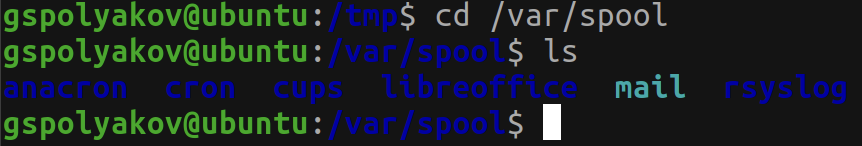 gspolyakov@ubuntu:/tmp$ cd /var/spool
gspolyakov@ubuntu:/var/spool$ ls
anacron  cron  cups  libreoffice  mail  rsyslog
gspolyakov@ubuntu:/var/spool$